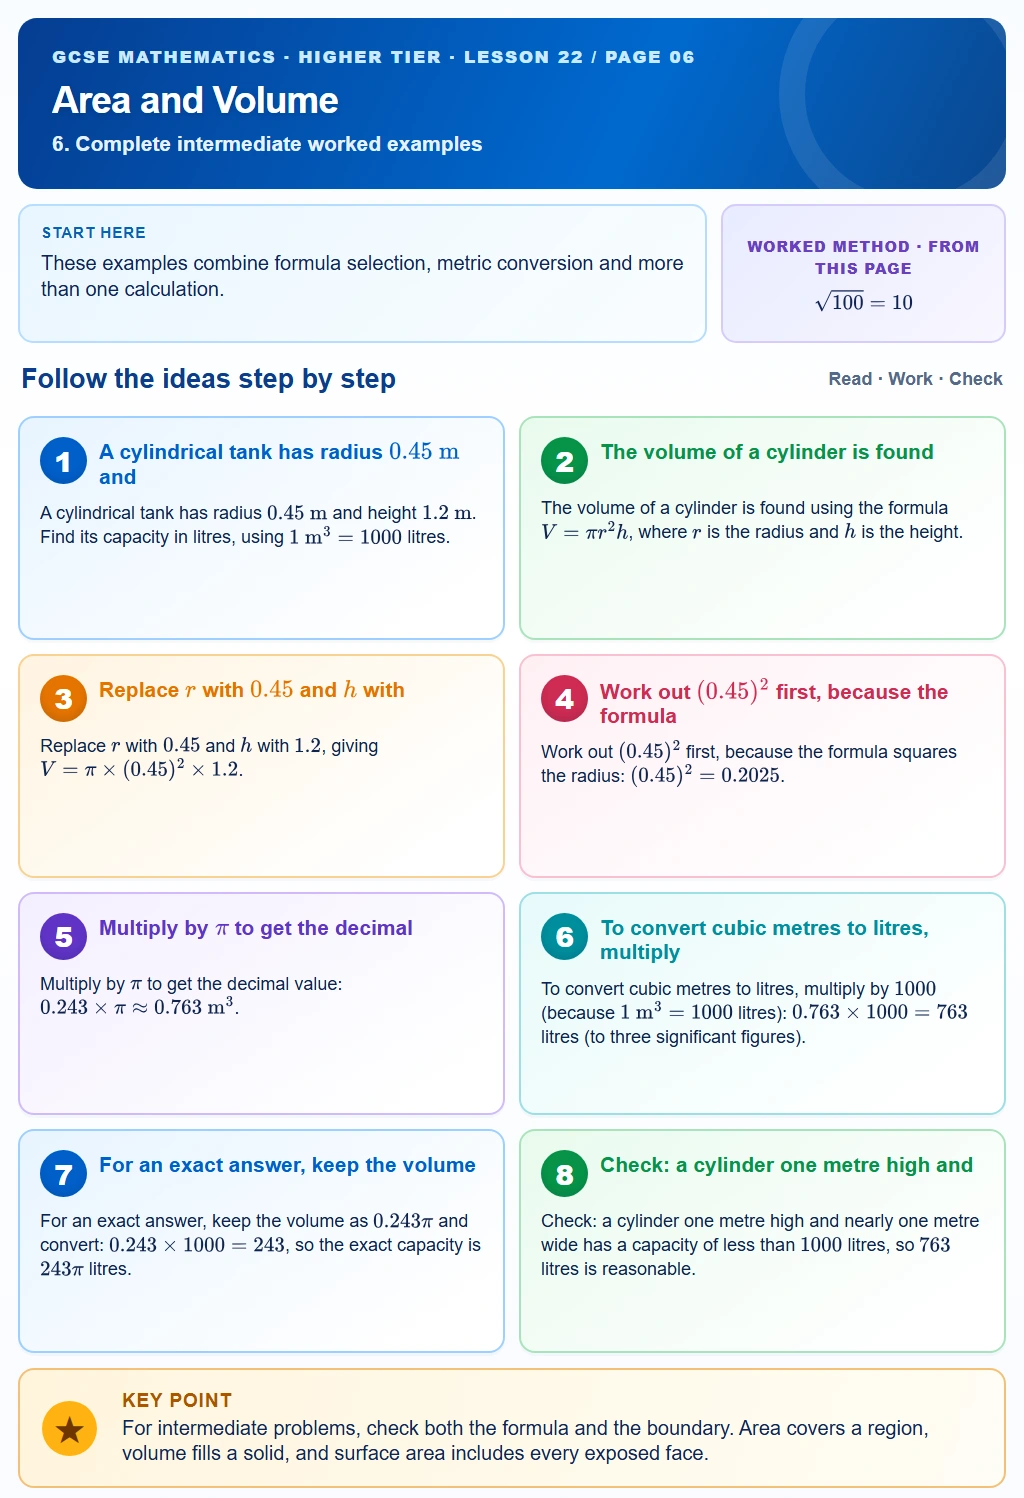 GCSE MATHEMATICS · HIGHER TIER · LESSON 22 / PAGE 06
Area and Volume
6. Complete intermediate worked examples
START HERE
These examples combine formula selection, metric conversion and more
than one calculation.
WORKED METHOD · FROM
THIS PAGE
√100 = 10
Follow the ideas step by step
Read · Work · Check
1
A cylindrical tank has radius 0.45 m
and
A cylindrical tank has radius 0.45 m and height 1.2 m.
Find its capacity in litres, using 1 m³ = 1000 litres.
2
The volume of a cylinder is found
The volume of a cylinder is found using the formula
V = πr²h, where r is the radius and h is the height.
3
Replace r with 0.45 and h with
Replace r with 0.45 and h with 1.2, giving
V = π × (0.45)² × 1.2.
4
Work out (0.45)² first, because the
formula
Work out (0.45)² first, because the formula squares
the radius: (0.45)² = 0.2025.
5
Multiply by π to get the decimal
Multiply by π to get the decimal value:
0.243 × π ≈ 0.763 m³.
6
To convert cubic metres to litres,
multiply
To convert cubic metres to litres, multiply by 1000
(because 1 m³ = 1000 litres): 0.763 × 1000 = 763
litres (to three significant figures).
7
For an exact answer, keep the volume
For an exact answer, keep the volume as 0.243π and
convert: 0.243 × 1000 = 243, so the exact capacity is
243π litres.
8
Check: a cylinder one metre high and
Check: a cylinder one metre high and nearly one metre
wide has a capacity of less than 1000 litres, so 763
litres is reasonable.
KEY POINT
For intermediate problems, check both the formula and the boundary. Area covers a region,
volume fills a solid, and surface area includes every exposed face.